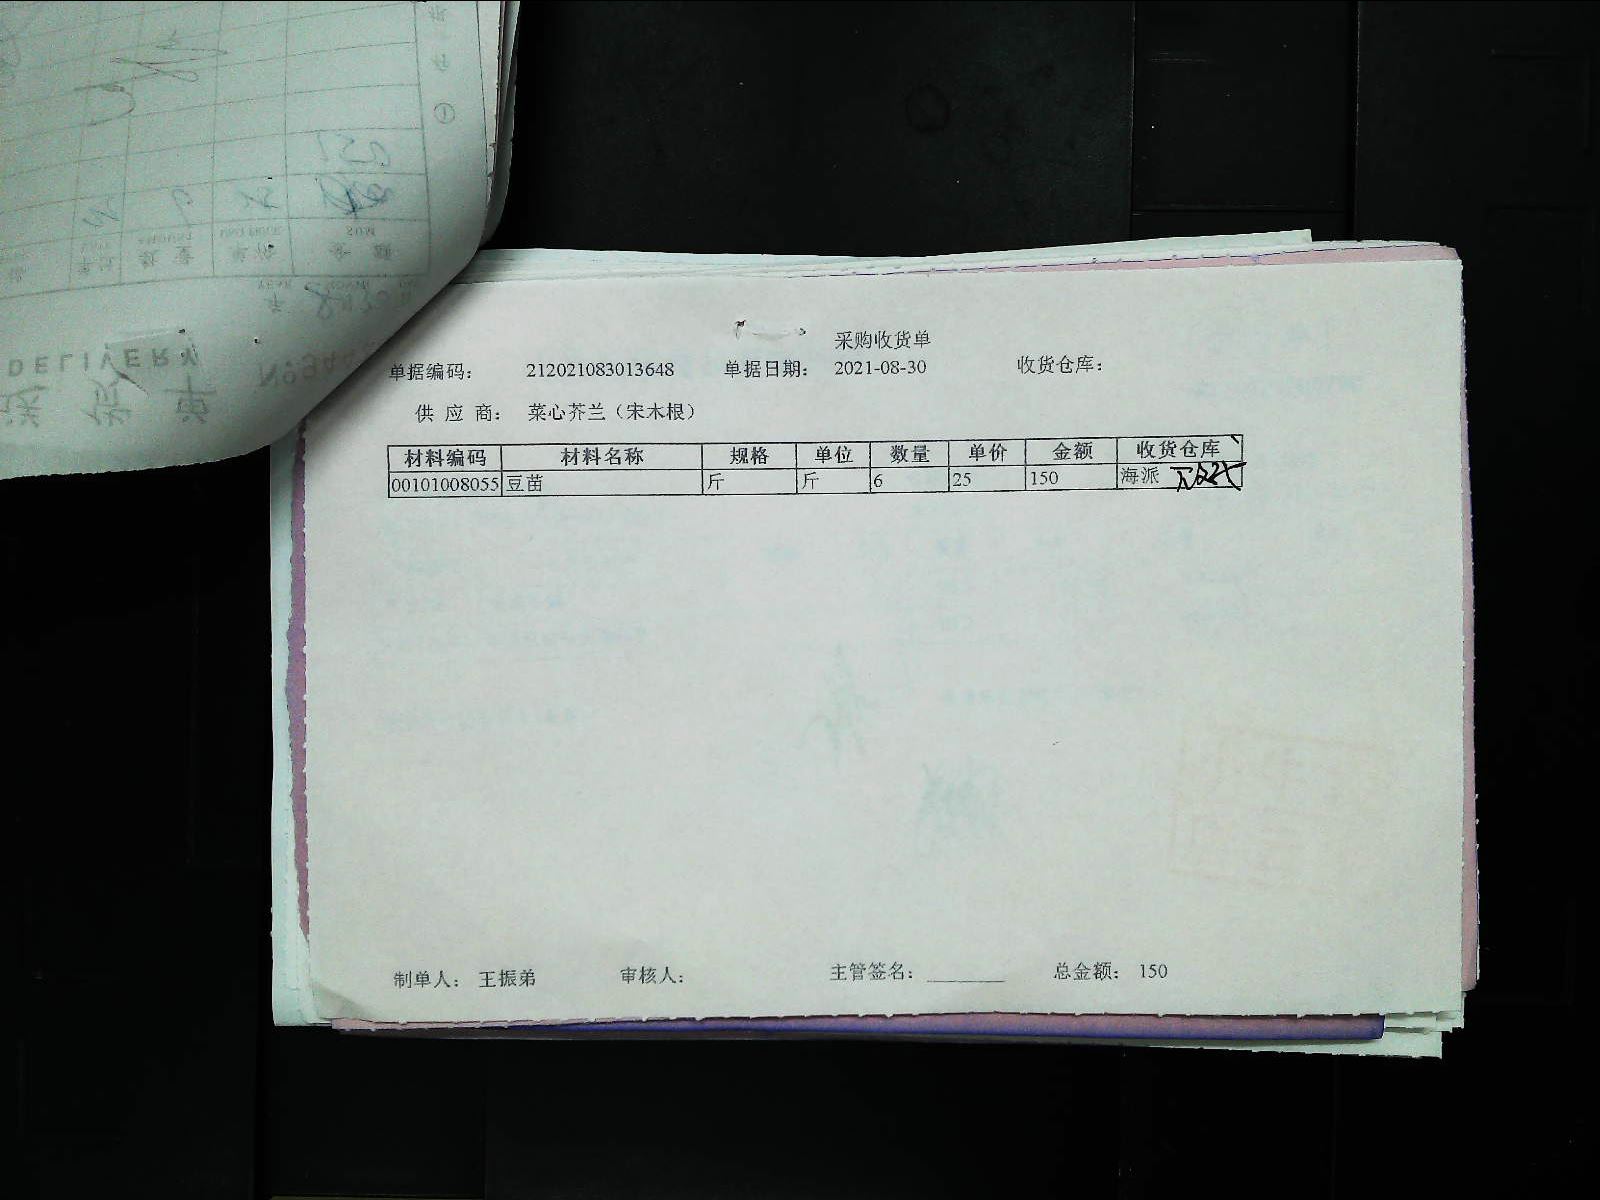 采购收货单
单据编码： 212021083013648 单据日期： 2021-08-30 收货仓库：
供 应 商： 菜心芥兰（宋木根）
材料编码 材料名称 规格 单位 数量 单价 金额 收货仓库
00101008055 豆苗 斤 斤 6 25 150 海派
制单人： 王振弟 审核人： 主管签名： ________ 总金额： 150
DELIVERY
送 货 单